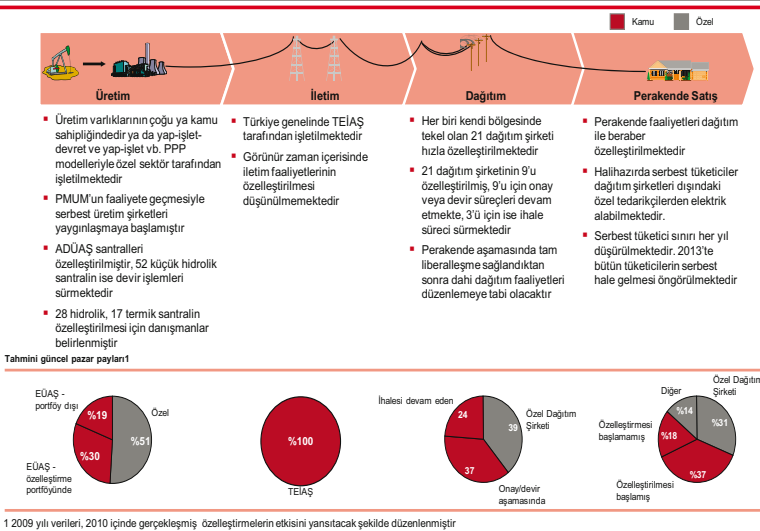 Kamu
Özel
Üretim
İletim
Dağıtım
Perakende Satış
Üretim varlıklarının çoğu ya kamu
sahipliğindedir ya da yap-işlet-
devret ve yap-işlet vb. PPP
modelleriyle özel sektör tarafından
işletilmektedir
PMUM'un faaliyete geçmesiyle
serbest üretim şirketleri
yaygınlaşmaya başlamıştır
ADÜAŞ santralleri
özelleştirilmiştir, 52 küçük hidrolik
santralin ise devir işlemleri
sürmektedir
28 hidrolik, 17 termik santralin
özelleştirilmesi için danışmanlar
belirlenmiştir
Türkiye genelinde TEİAŞ
tarafından işletilmektedir
Görünür zaman içerisinde
iletim faaliyetlerinin
özelleştirilmesi
düşünülmemektedir
Her biri kendi bölgesinde
tekel olan 21 dağıtım şirketi
hızla özelleştirilmektedir
21 dağıtım şirketinin 9'u
özelleştirilmiş, 9'u için onay
veya devir süreçleri devam
etmekte, 3'ü için ise ihale
süreci sürmektedir
Perakende aşamasında tam
liberalleşme sağlandıktan
sonra dahi dağıtım faaliyetleri
düzenlemeye tabi olacaktır
Perakende faaliyetleri dağıtım
ile beraber
özelleştirilmektedir
Halihazırda serbest tüketiciler
dağıtım şirketleri dışındaki
özel tedarikçilerden elektrik
alabilmektedir.
Serbest tüketici sınırı her yıl
düşürülmektedir. 2013'te
bütün tüketicilerin serbest
hale gelmesi öngörülmektedir
Tahmini güncel pazar payları1
EÜAŞ -
portföy dışı
%19
Özel
%51
%30
EÜAŞ -
özelleştirme
portföyünde
%100
TEİAŞ
İhalesi devam eden
24
Özel Dağıtım
Şirketi
39
37
Onay/devir
aşamasında
Diğer
%14
Özel Dağıtım
Şirketi
%31
Özelleştirmesi
başlamamış
%18
%37
Özelleştirilmesi
başlamış
1 2009 yılı verileri, 2010 içinde gerçekleşmiş özelleştirmelerin etkisini yansıtacak şekilde düzenlenmiştir